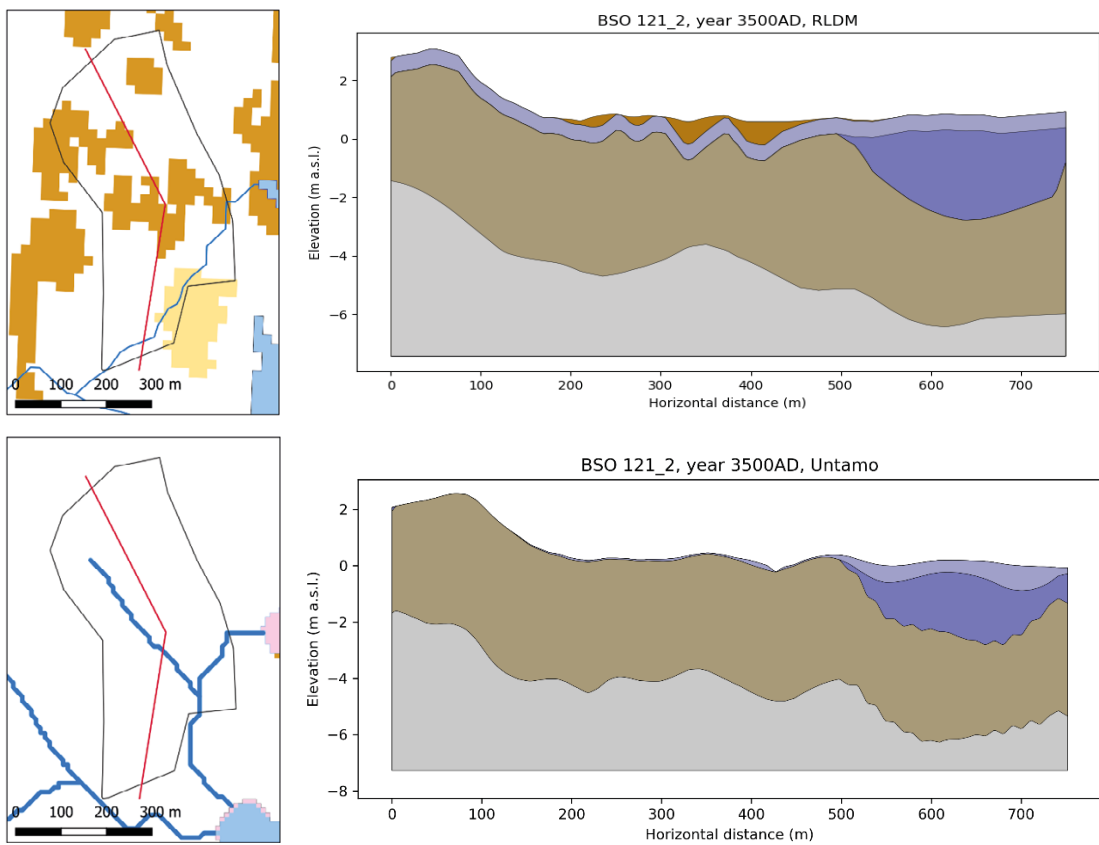 BSO 121_2, year 3500AD, RLDM
Elevation (m a.s.l.)
2
0
−2
−4
−6
0 100 200 300 400 500 600 700
Horizontal distance (m)
0 100 200 300 m
BSO 121_2, year 3500AD, Untamo
Elevation (m a.s.l.)
2
0
−2
−4
−6
−8
0 100 200 300 400 500 600 700
Horizontal distance (m)
0 100 200 300 m